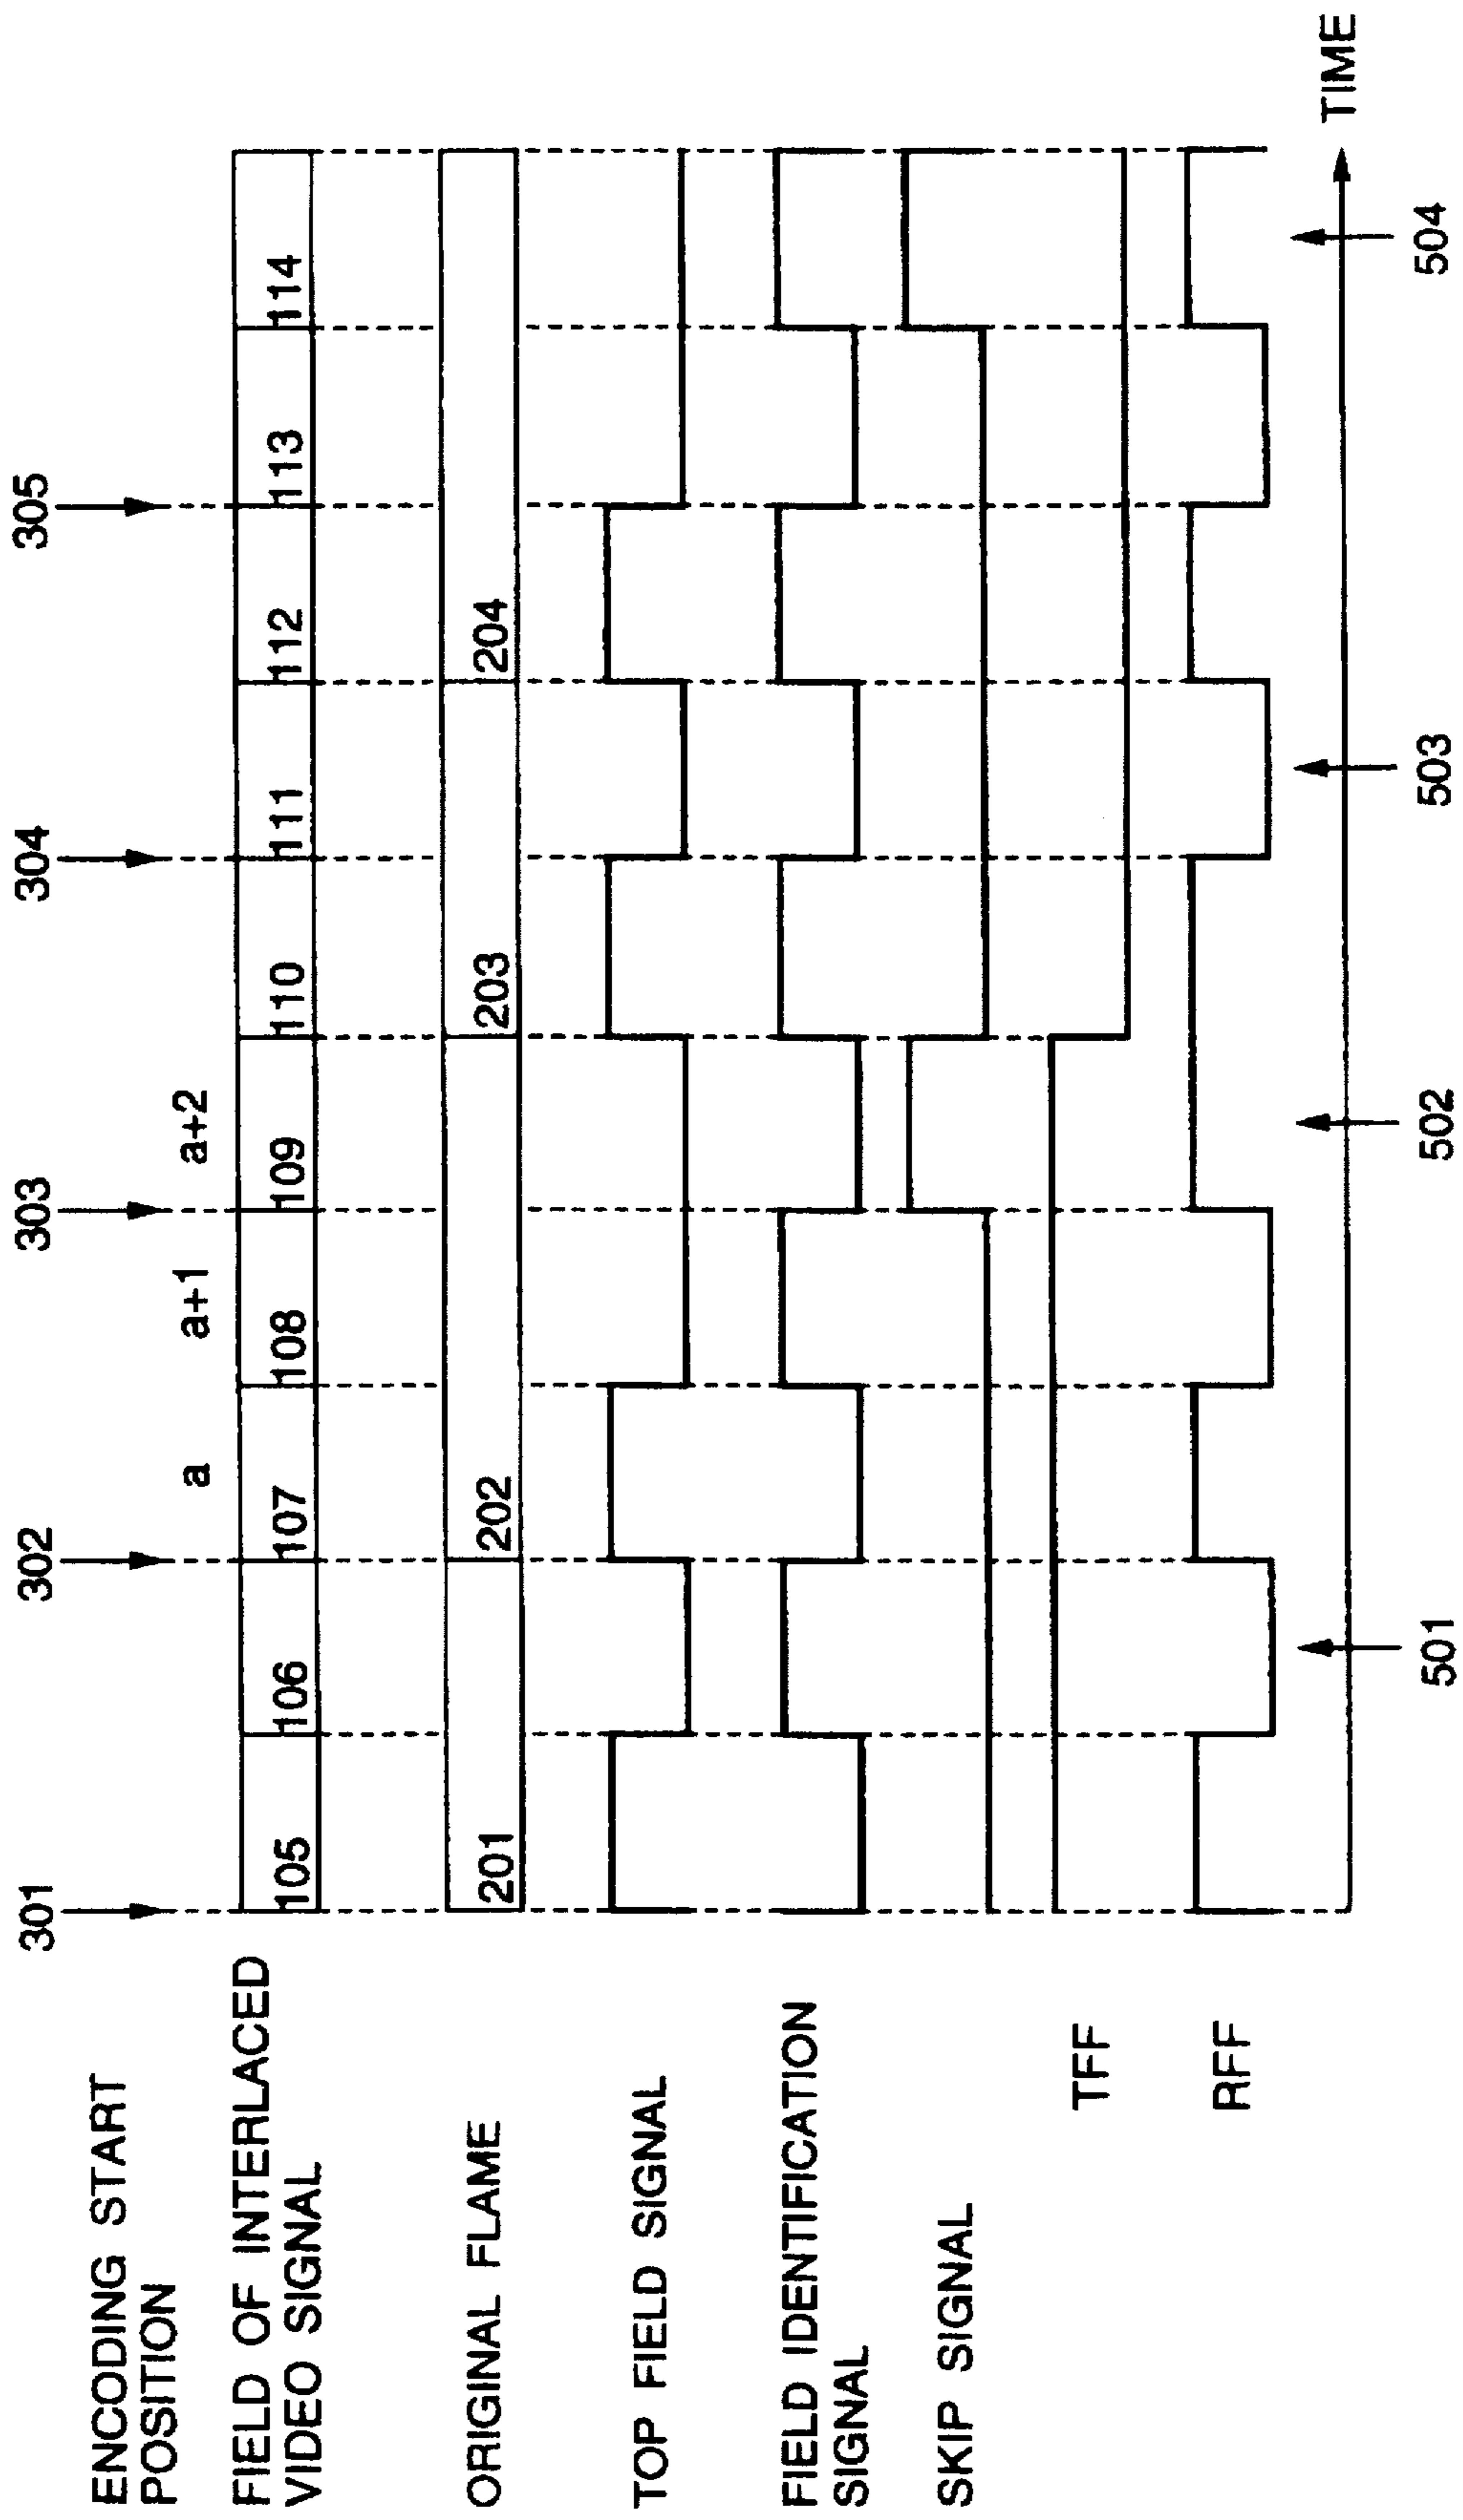 301 302 303 304 305
ENCODING START
POSITION
a a+1 a+2
FIELD OF INTERLACED
VIDEO SIGNAL
105 106 107 108 109 110 111 112 113 114
ORIGINAL FLAME
201 202 203 204
TOP FIELD SIGNAL
FIELD IDENTIFICATION
SIGNAL
SKIP SIGNAL
TFF
RFF
TIME
501 502 503 504